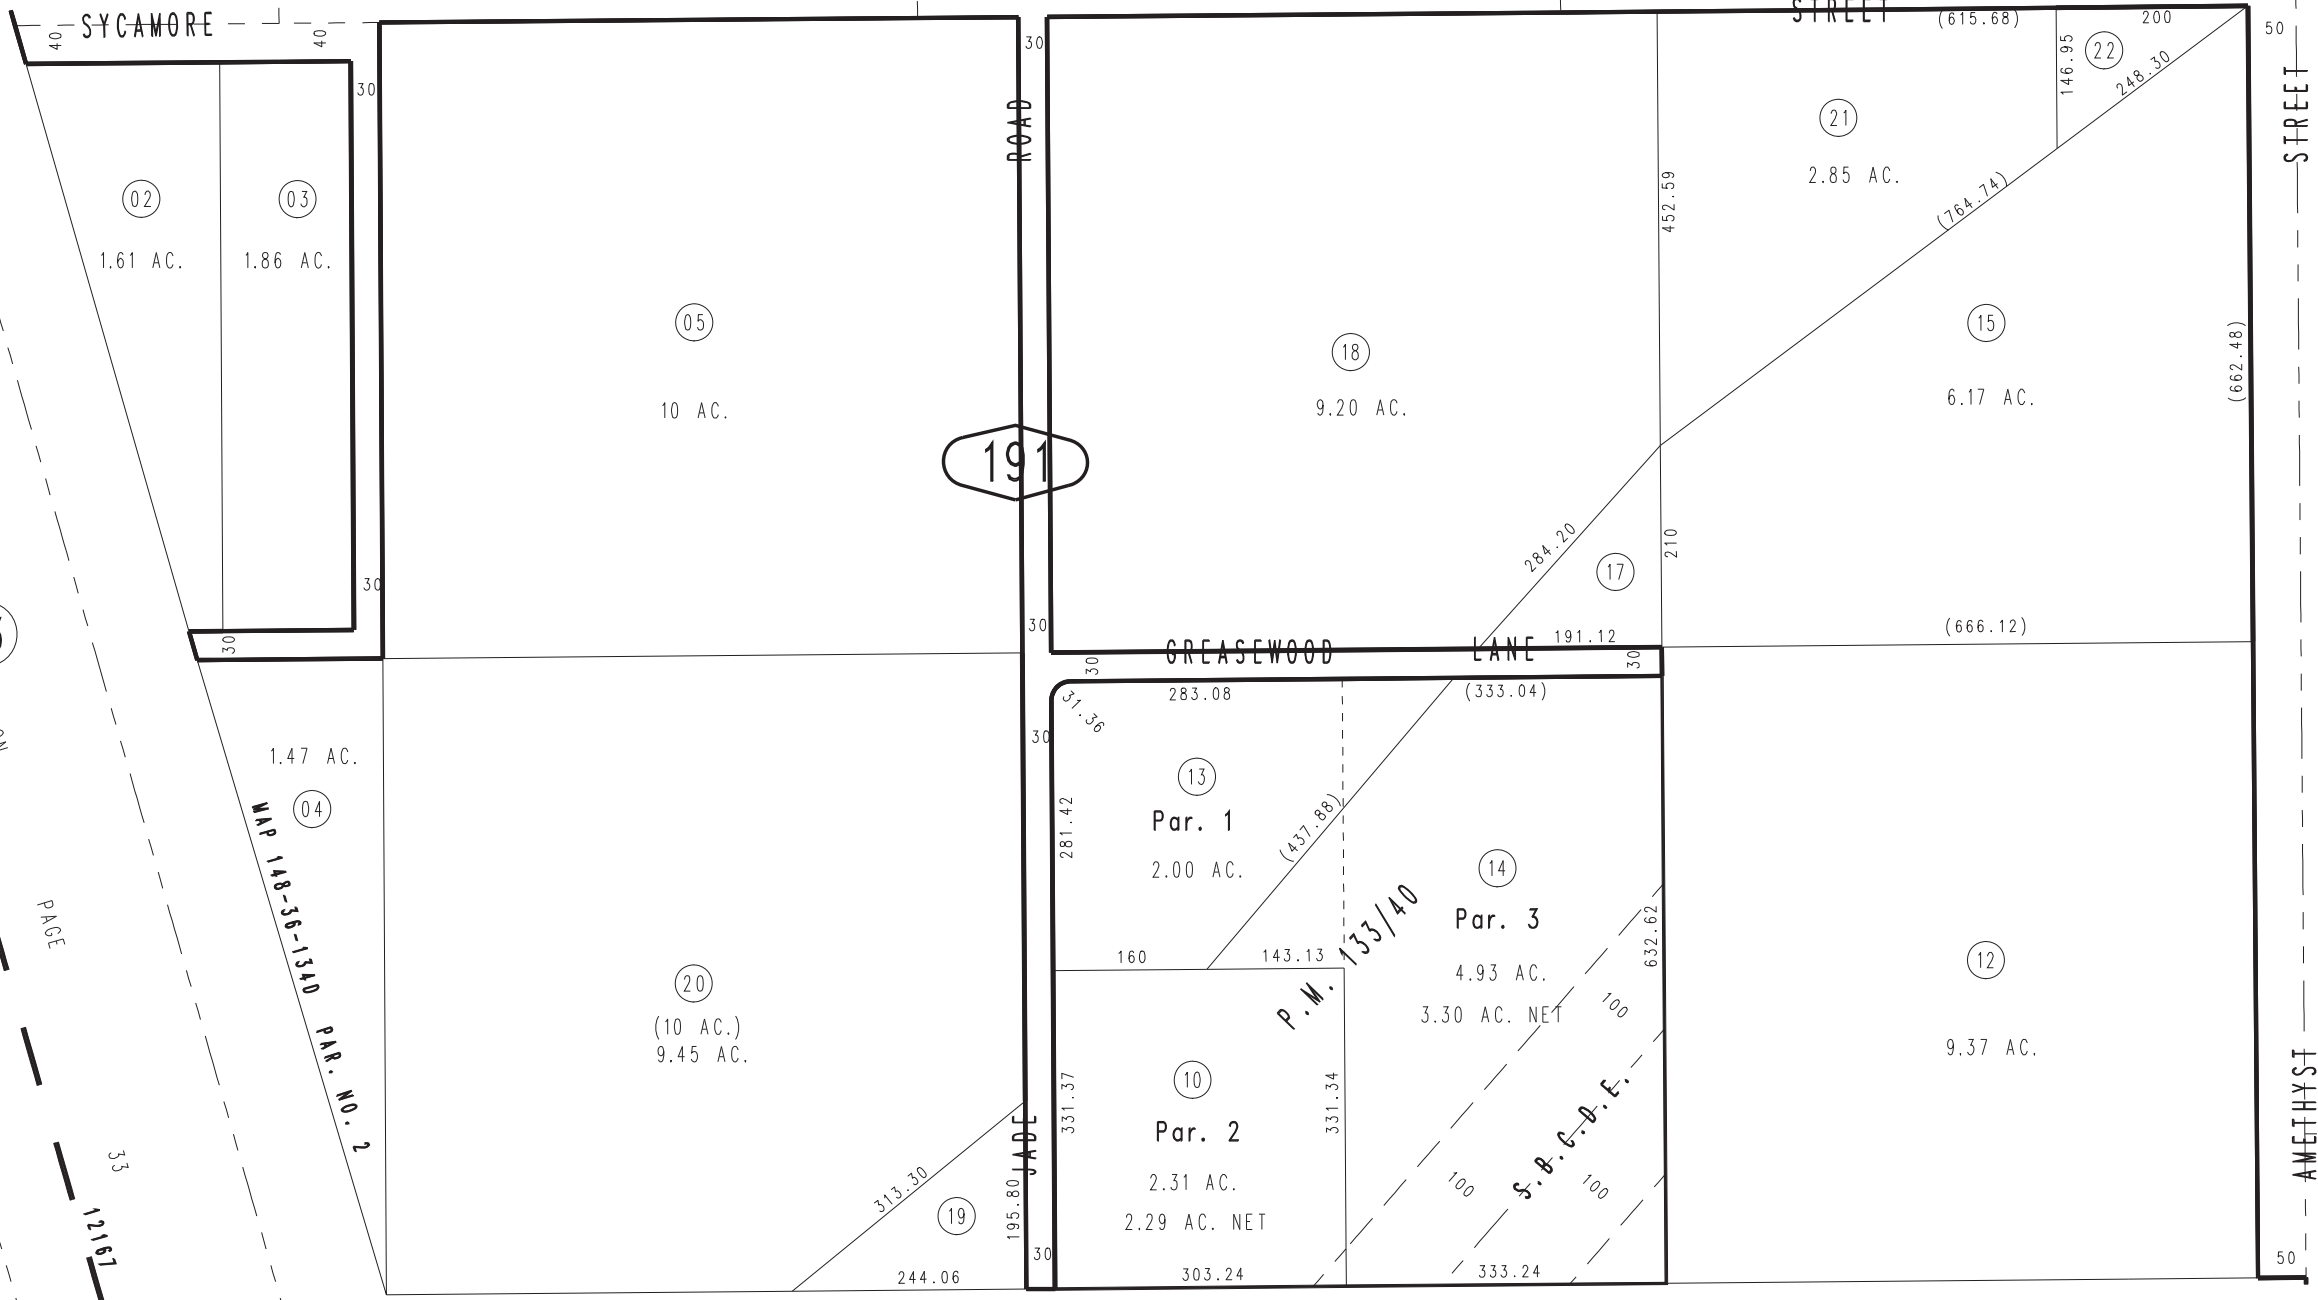 SYCAMORE
STREET
40
40
30
30
(615.68)
200
50
22
146.95
248.30
STREET
ROAD
21
2.85 AC.
02
1.61 AC.
03
1.86 AC.
452.59
(764.74)
05
10 AC.
18
9.20 AC.
15
6.17 AC.
(662.48)
191
284.20
210
17
30
30
30
191.12
(666.12)
GREASEWOOD LANE
30
30
283.08
(333.04)
31.36
30
1.47 AC.
04
13
Par. 1
2.00 AC.
281.42
(437.88)
14
Par. 3
4.93 AC.
3.30 AC. NET
632.62
160
143.13
P.M. 133/40
100
MAP 148-36-134D PAR. NO. 2
PAGE
33
12167
20
(10 AC.)
9.45 AC.
12
9.37 AC.
10
Par. 2
2.31 AC.
2.29 AC. NET
331.37
331.34
S.B.C.D.E.
100
100
JADE
313.30
195.80
19
244.06
30
303.24
333.24
AMETHYST
50